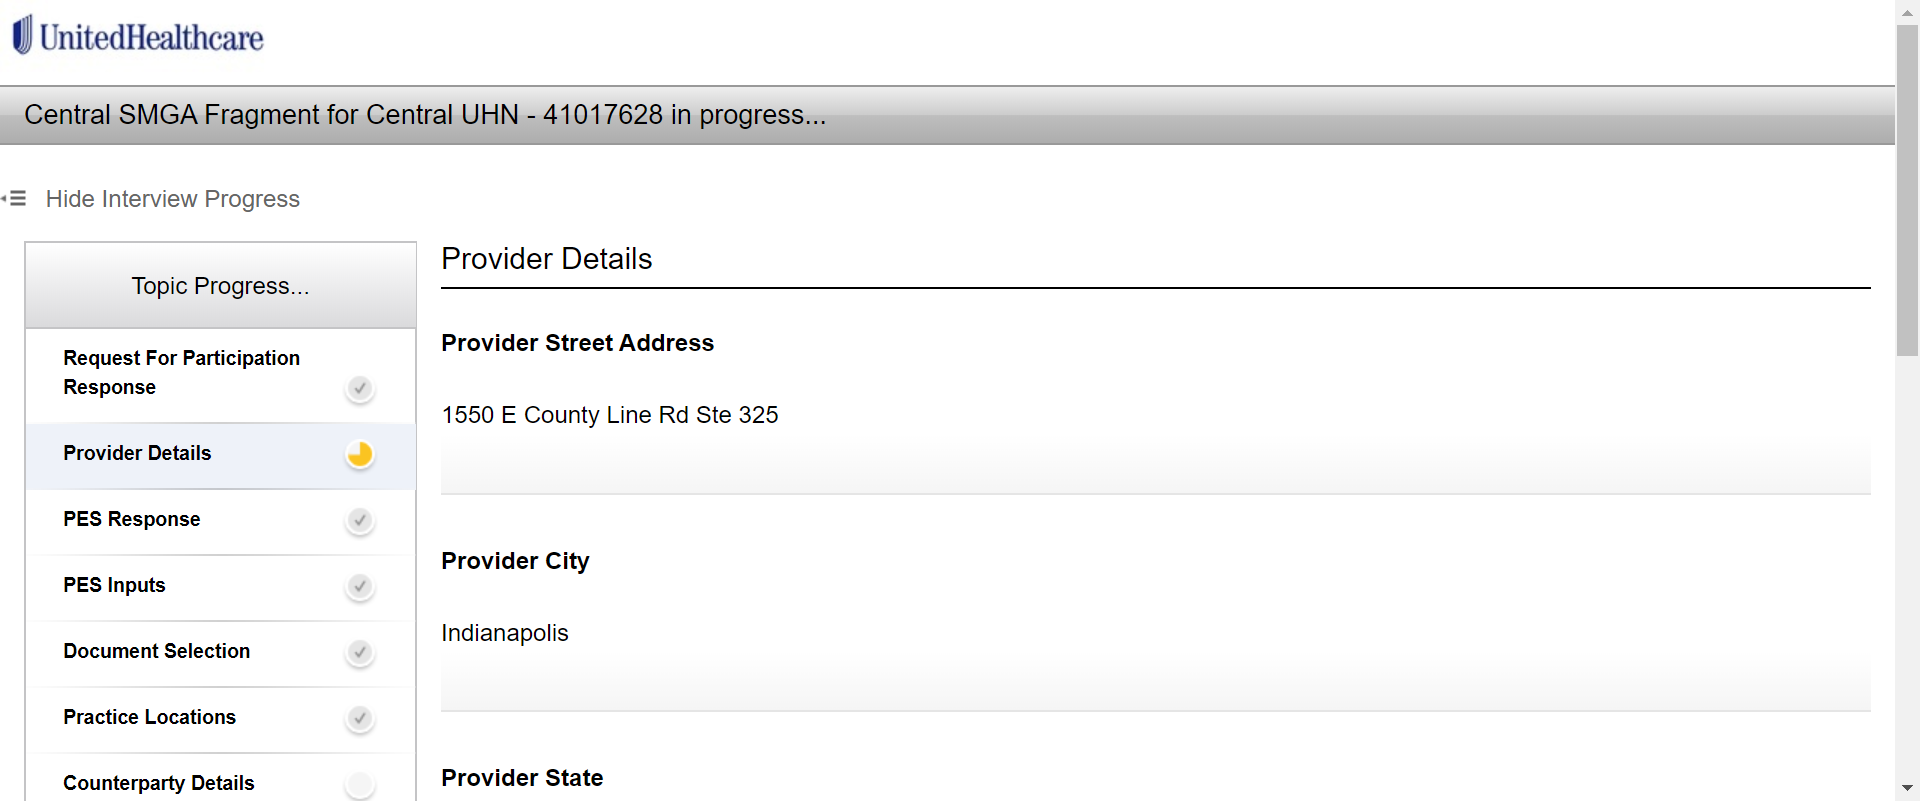 UnitedHealthcare
Central SMGA Fragment for Central UHN - 41017628 in progress...
Hide Interview Progress
Topic Progress...
Request For Participation
Response
Provider Details
PES Response
PES Inputs
Document Selection
Practice Locations
Counterparty Details
Provider Details
Provider Street Address
1550 E County Line Rd Ste 325
Provider City
Indianapolis
Provider State